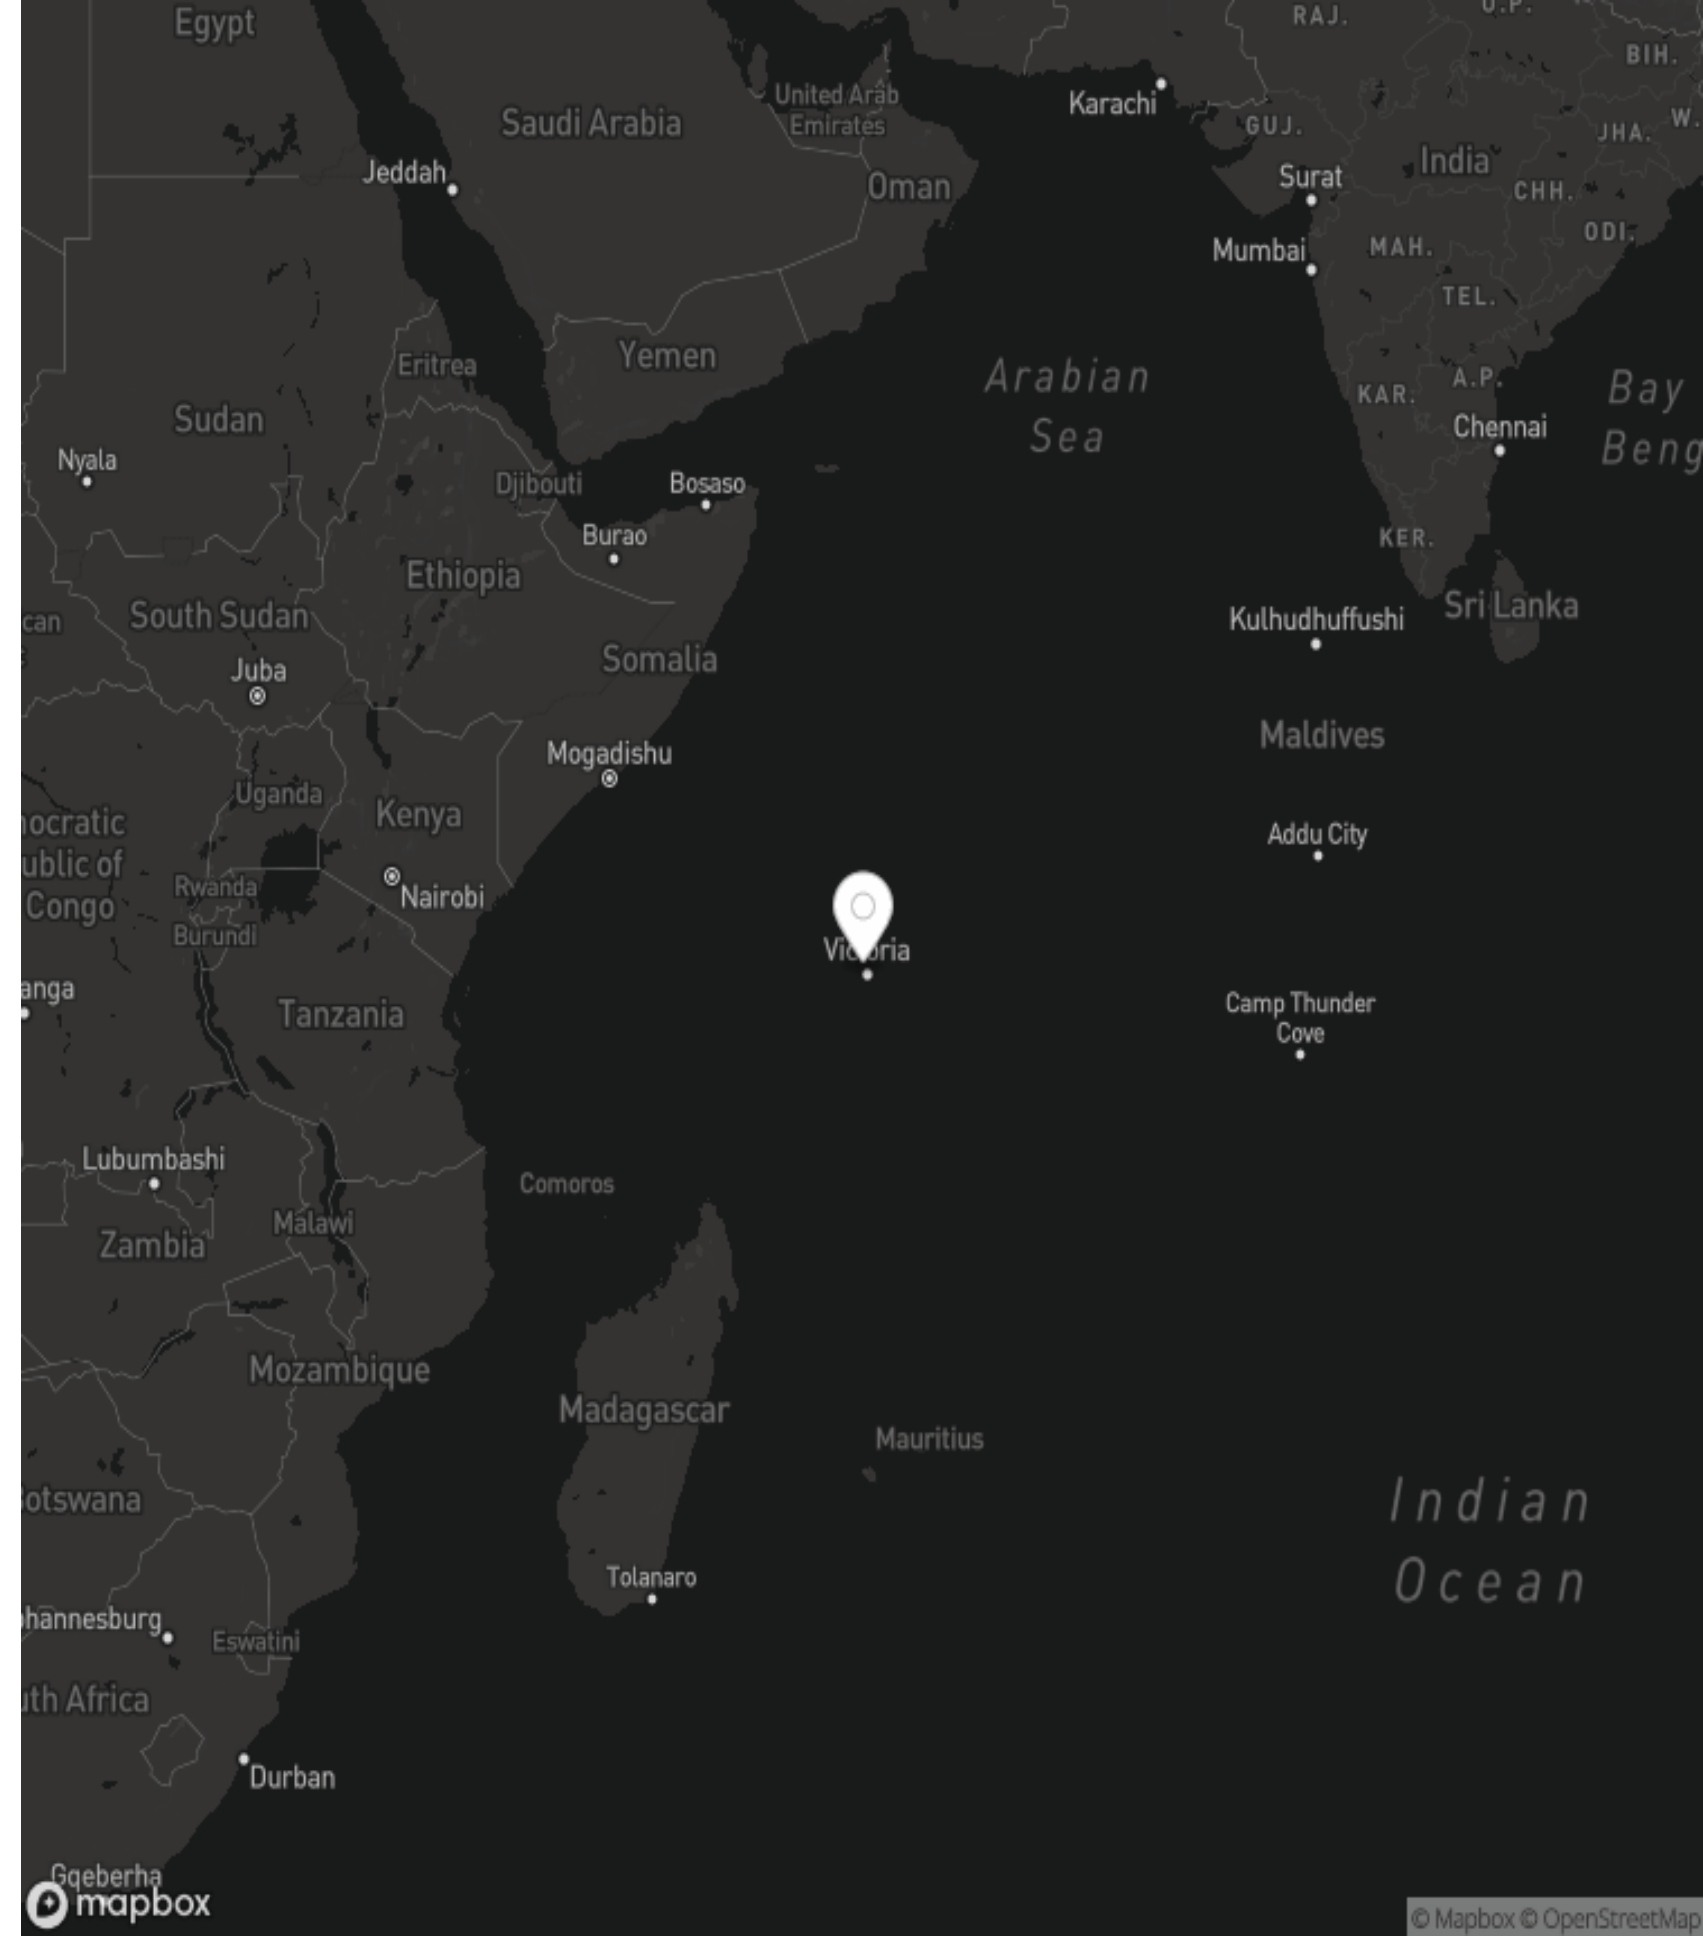 Egypt
RAJ.
U.P.
BIH.
United Arab
Emirates
Karachi
Saudi Arabia
GUJ.
JHA.
W.
India
Jeddah
Surat
Oman
CHH.
ODI.
Mumbai
MAH.
TEL.
Yemen
Eritrea
Arabian
Sea
A.P.
KAR.
Bay
Beng
Sudan
Chennai
Nyala
Djibouti
Bosaso
Burao
KER.
Ethiopia
Sri Lanka
South Sudan
can
Kulhudhuffushi
Somalia
Juba
Maldives
Mogadishu
Uganda
Kenya
ocratic
ublic of
Congo
Addu City
Rwanda
Nairobi
Burundi
Victoria
anga
Camp Thunder
Cove
Tanzania
Lubumbashi
Comoros
Malawi
Zambia
Mozambique
Madagascar
Mauritius
otswana
Indian
Ocean
Tolanaro
hannesburg
Eswatini
uth Africa
Durban
Gqeberha
mapbox
© Mapbox © OpenStreetMap